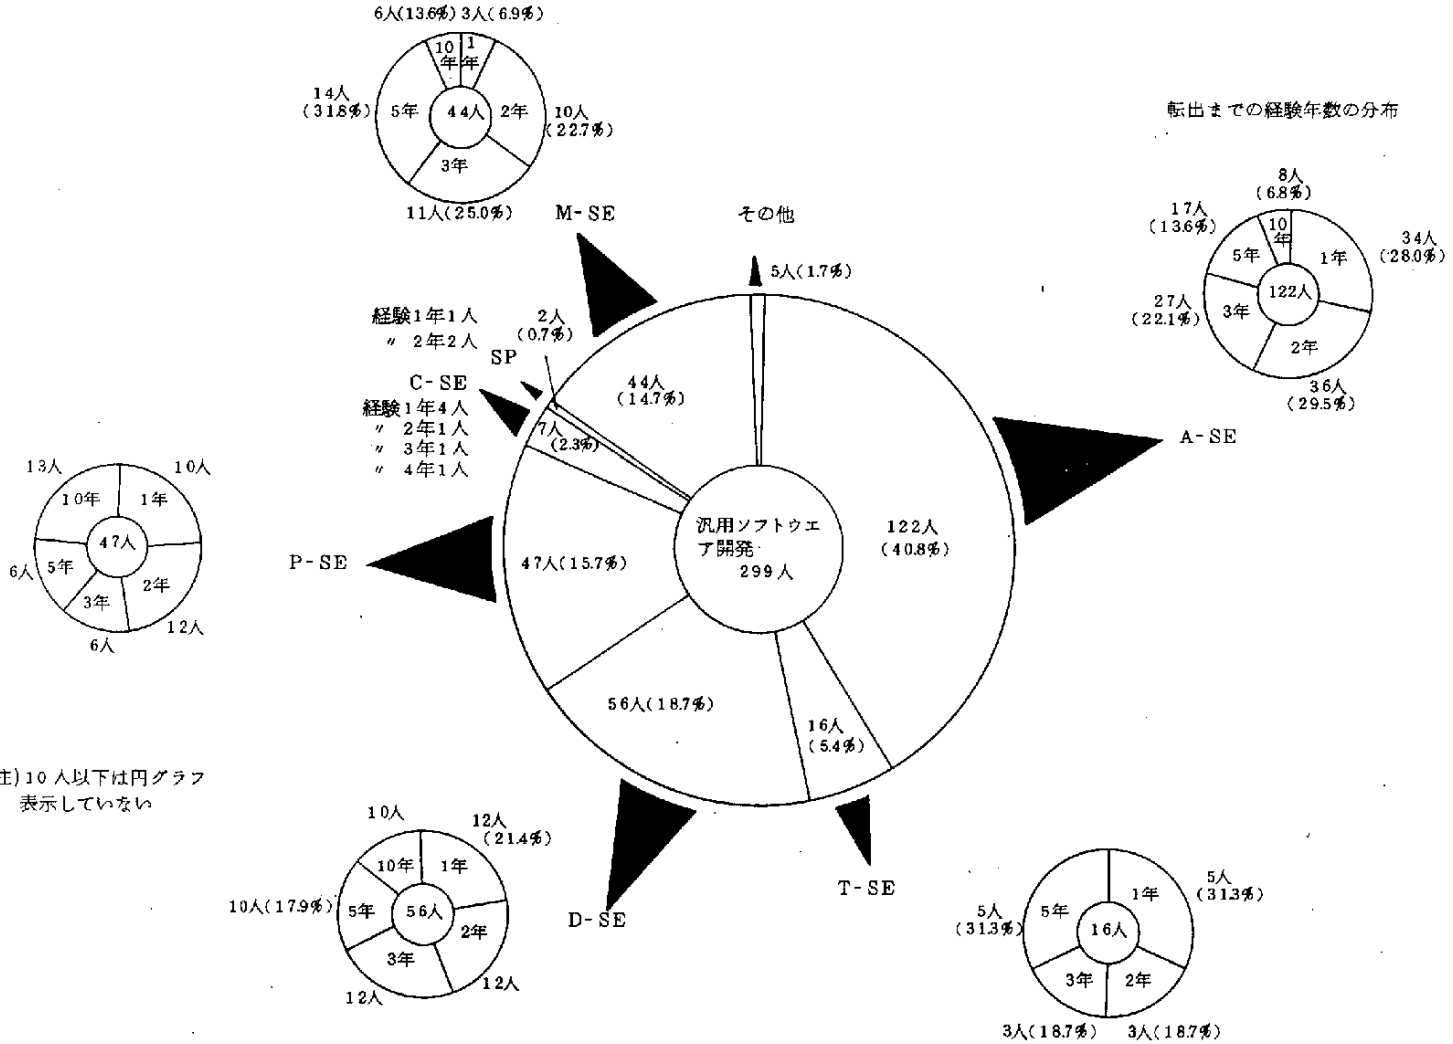 6人(13.6%) 3人(6.9%)
10年
1年
14人
(31.8%)
5年
44人
2年
10人
(22.7%)
3年
11人(25.0%)
転出までの経験年数の分布
8人
(6.8%)
17人
(13.6%)
10年
34人
(28.0%)
5年
1年
122人
27人
(22.1%)
3年
2年
36人
(29.5%)
M-SE
その他
5人(1.7%)
経験1年1人
〃 2年2人
2人
(0.7%)
SP
C-SE
経験1年4人
〃 2年1人
〃 3年1人
〃 4年1人
44人
(14.7%)
7人
(2.3%)
A-SE
13人
10人
10年
1年
47人
6人
5年
2年
3年
6人
12人
P-SE
47人(15.7%)
汎用ソフトウエ
ア開発
299人
122人
(40.8%)
56人(18.7%)
16人
(5.4%)
注)10人以下は円グラフ
表示していない
10人
12人
(21.4%)
10年
1年
10人(17.9%)
5年
56人
2年
3年
12人
12人
D-SE
T-SE
5人
(31.3%)
5年
1年
5人
(31.3%)
16人
3年
2年
3人(18.7%)
3人(18.7%)